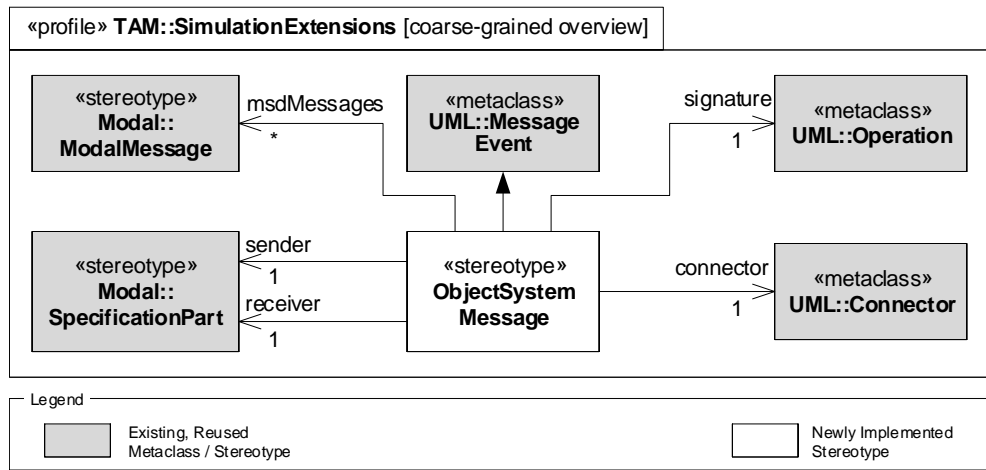 «profile» TAM::SimulationExtensions [coarse-grained overview]
«stereotype»
Modal::
ModalMessage
msdMessages
*
«metaclass»
UML::Message
Event
signature
1
«metaclass»
UML::Operation
«stereotype»
Modal::
SpecificationPart
sender
1
receiver
1
«stereotype»
ObjectSystem
Message
connector
1
«metaclass»
UML::Connector
Legend
Existing, Reused
Metaclass / Stereotype
Newly Implemented
Stereotype